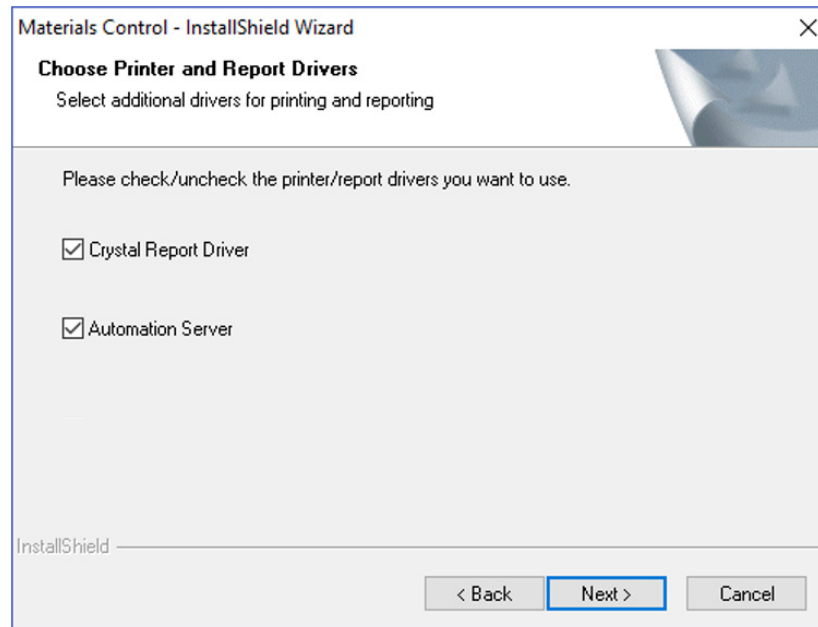 Materials Control - InstallShield Wizard
Choose Printer and Report Drivers
Select additional drivers for printing and reporting
Please check/uncheck the printer/report drivers you want to use.
Crystal Report Driver
Automation Server
InstallShield
< Back Next > Cancel